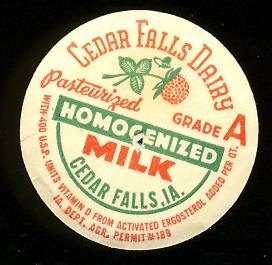 CEDAR FALLS DAIRY
Pasteurized
GRADE A
HOMOGENIZED
MILK
CEDAR FALLS, IA.
WITH 400 U.S.P. UNITS VITAMIN D FROM ACTIVATED ERGOSTEROL ADDED PER QT.
IA. DEPT. AGR. PERMIT #189